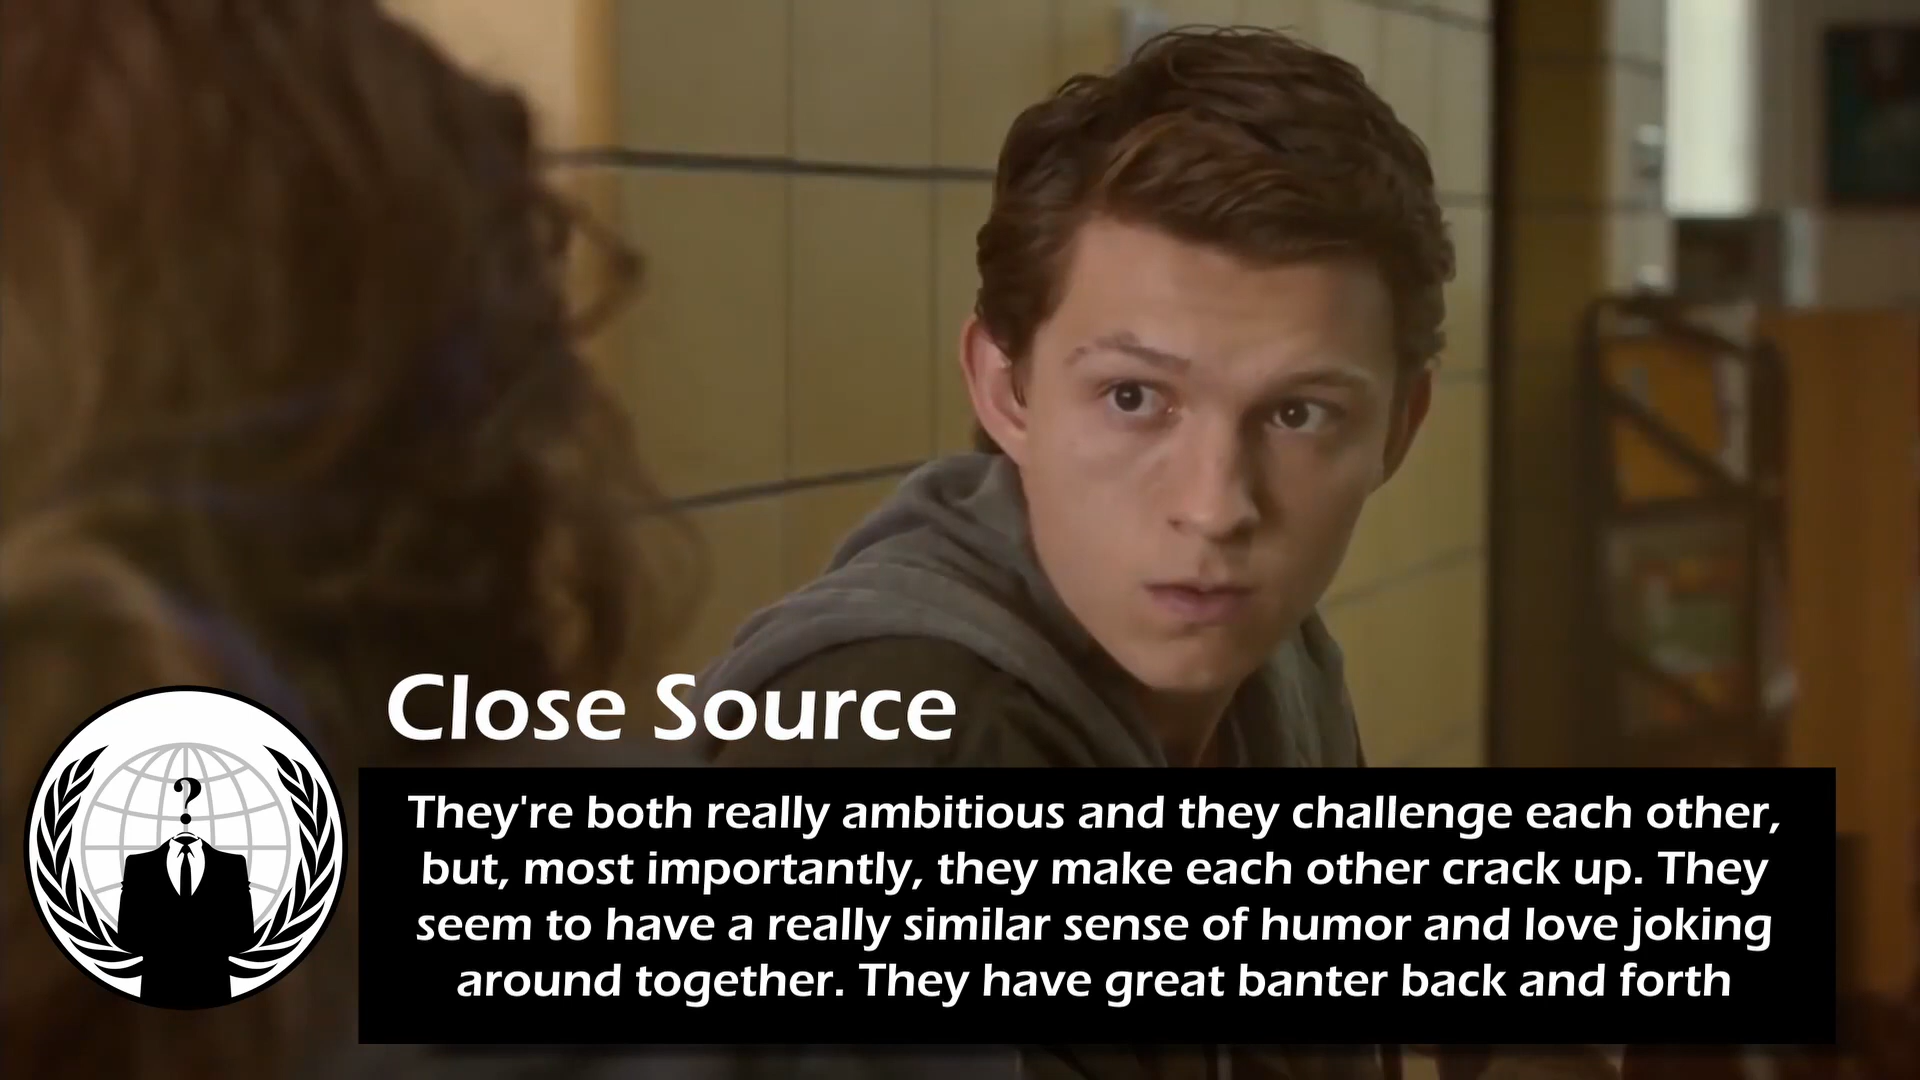 Close Source
?
They're both really ambitious and they challenge each other,
but, most importantly, they make each other crack up. They
seem to have a really similar sense of humor and love joking
around together. They have great banter back and forth